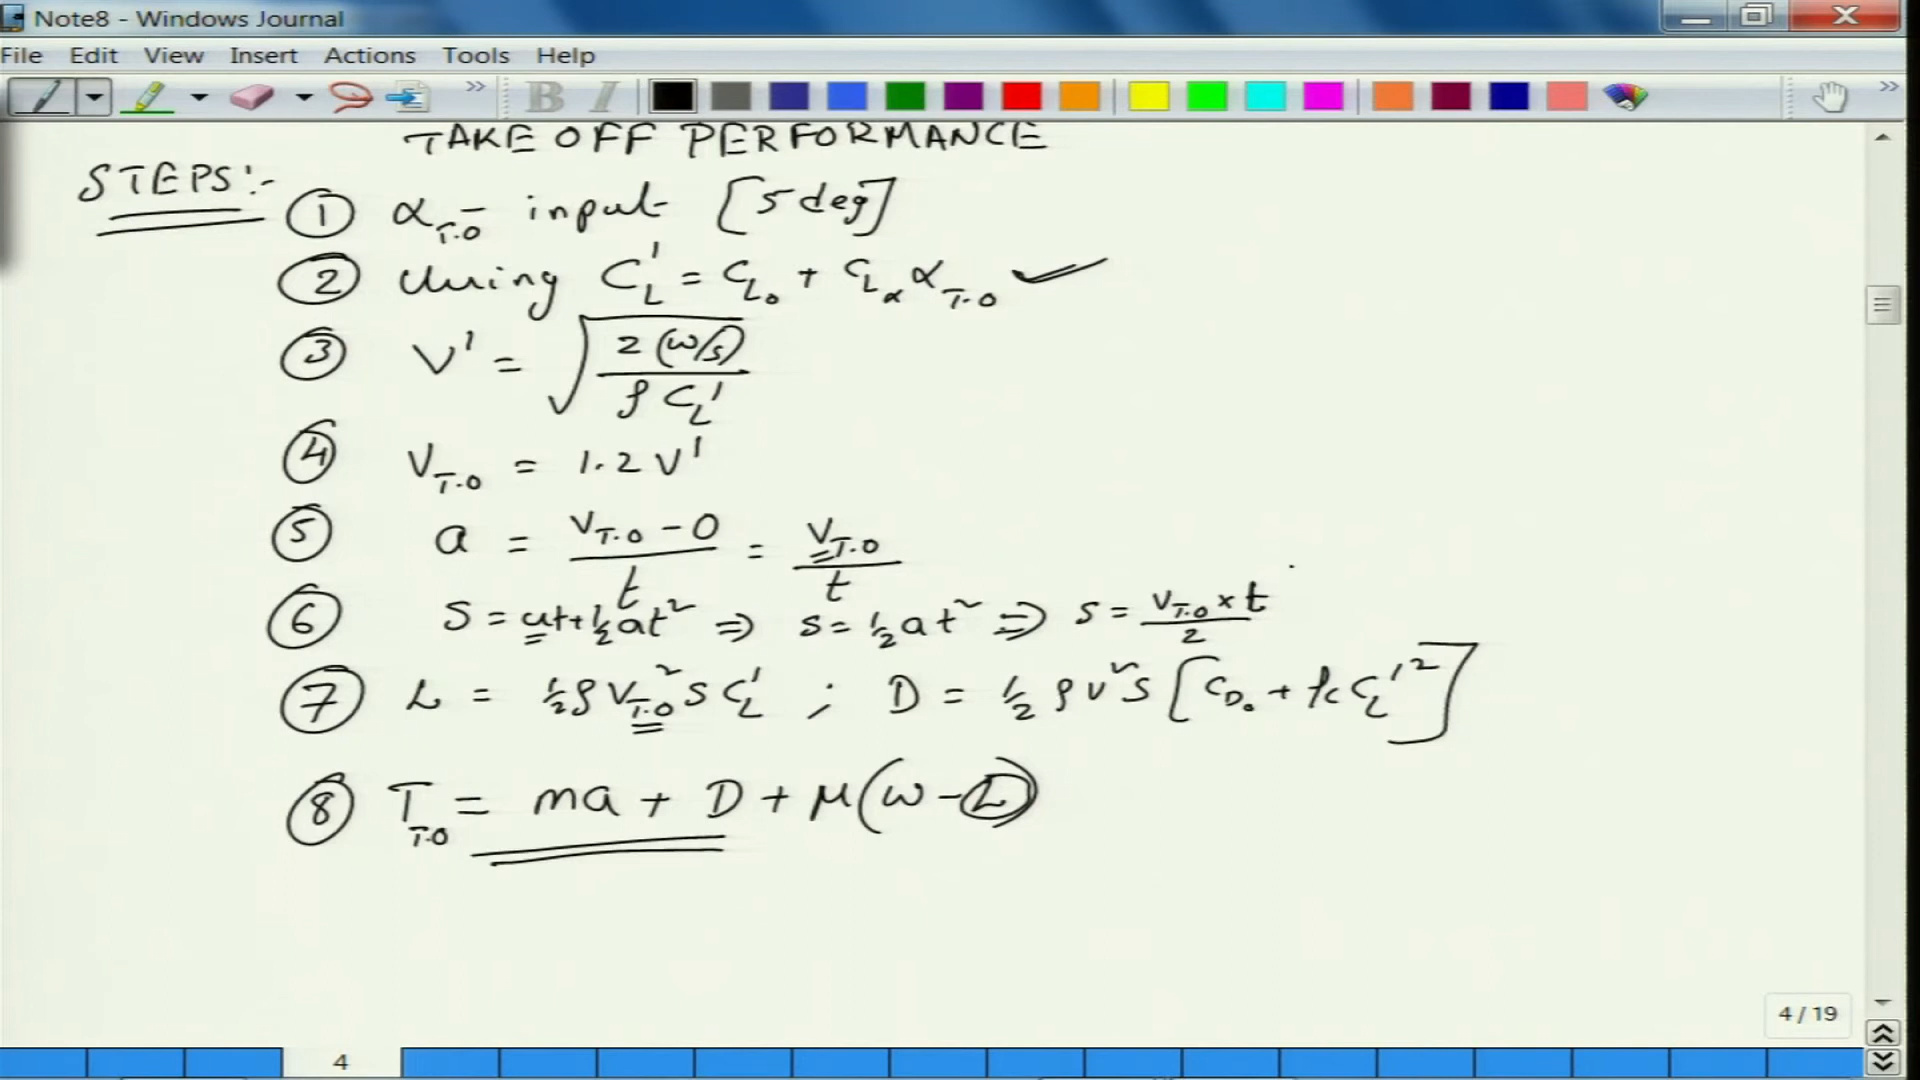 Note8 - Windows Journal
File Edit View Insert Actions Tools Help
B I
TAKE OFF PERFORMANCE
STEPS:-
① α_T.O - input [5 deg]
② Using C_L' = C_L₀ + C_Lα α_T.O ✓
③ V' = √(2 (W/S) / ρ C_L')
④ V_T.O = 1.2 V'
⑤ a = (V_T.O - 0)/t = V_T.O/t
⑥ S = ut + ½at² ⇒ s = ½at² ⇒ s = (V_T.O × t)/2
⑦ L = ½ρV_T.O² S C_L' ; D = ½ρV²S [C_D₀ + k C_L'²]
⑧ T_T.O = ma + D + μ(W - L)
4 / 19
4